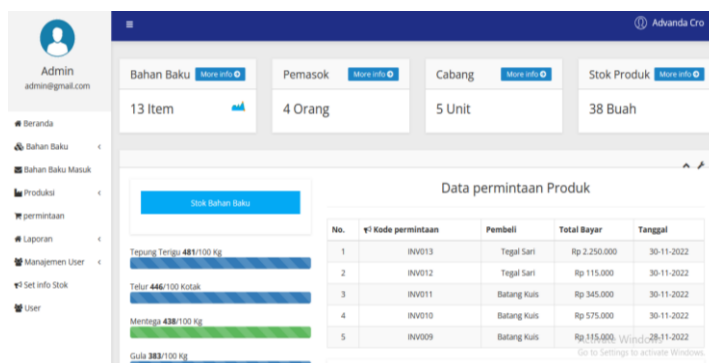 Advanda Cro
Admin
admin@gmail.com
Beranda
Bahan Baku
Bahan Baku Masuk
Produksi
permintaan
Laporan
Manajemen User
Set info Stok
User
Bahan Baku More info
13 Item
Pemasok More info
4 Orang
Cabang More info
5 Unit
Stok Produk More info
38 Buah
Stok Bahan Baku
Tepung Terigu 481/100 Kg
Telur 446/100 Kotak
Mentega 438/100 Kg
Gula 383/100 Kg
Data permintaan Produk
No. Kode permintaan Pembeli Total Bayar Tanggal
1 INV013 Tegal Sari Rp 2.250.000 30-11-2022
2 INV012 Tegal Sari Rp 115.000 30-11-2022
3 INV011 Batang Kuis Rp 345.000 30-11-2022
4 INV010 Batang Kuis Rp 575.000 30-11-2022
5 INV009 Batang Kuis Rp 115.000 28-11-2022
Activate Windows
Go to Settings to activate Windows.